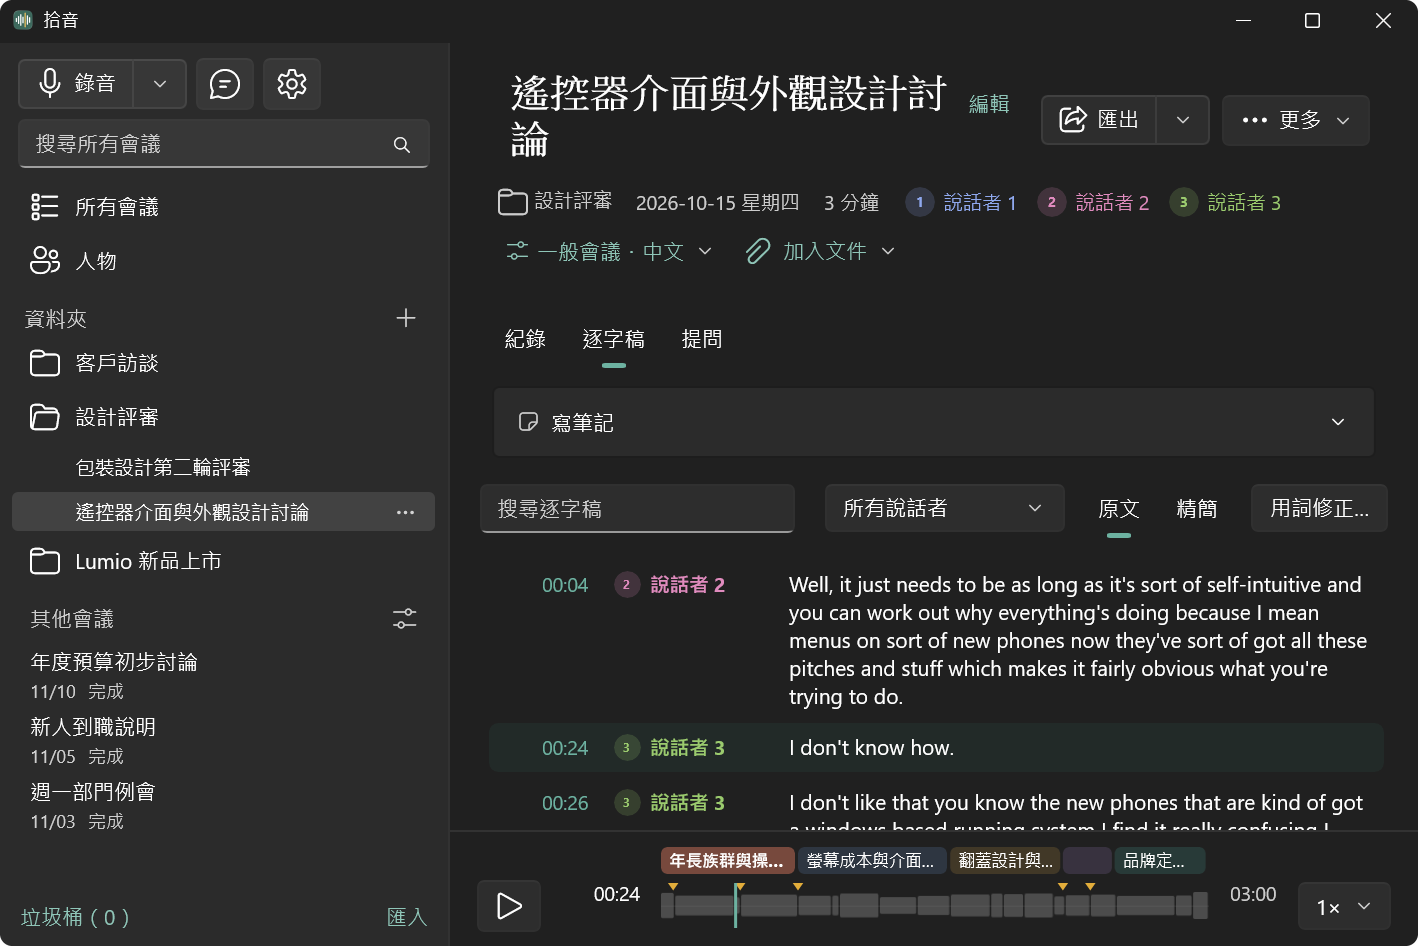 拾音
錄音
搜尋所有會議
所有會議
人物
資料夾
客戶訪談
設計評審
包裝設計第二輪評審
遙控器介面與外觀設計討論
Lumio 新品上市
其他會議
年度預算初步討論
11/10 完成
新人到職說明
11/05 完成
週一部門例會
11/03 完成
垃圾桶 ( 0 )
匯入
遙控器介面與外觀設計討
論
編輯
匯出
更多
設計評審 2026-10-15 星期四 3 分鐘 1 說話者 1 2 說話者 2 3 說話者 3
一般會議 · 中文 加入文件
紀錄 逐字稿 提問
寫筆記
搜尋逐字稿 所有說話者 原文 精簡 用詞修正...
00:04 2 說話者 2 Well, it just needs to be as long as it's sort of self-intuitive and
you can work out why everything's doing because I mean
menus on sort of new phones now they've sort of got all these
pitches and stuff which makes it fairly obvious what you're
trying to do.
00:24 3 說話者 3 I don't know how.
00:26 3 說話者 3 I don't like that you know the new phones that are kind of got
a windows based running system I find it really confusing I
年長族群與操... 螢幕成本與介面... 翻蓋設計與... 品牌定...
00:24 03:00 1×